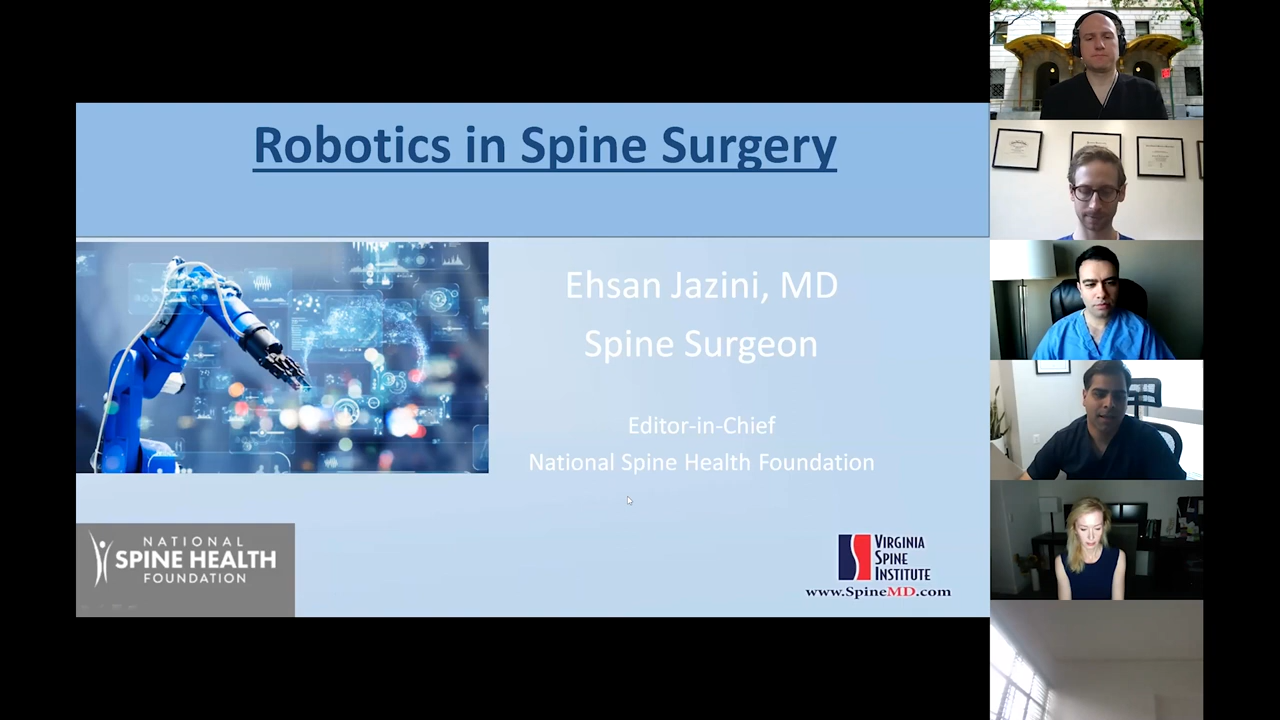 Robotics in Spine Surgery
Ehsan Jazini, MD
Spine Surgeon
Editor-in-Chief
National Spine Health Foundation
NATIONAL
SPINE HEALTH
FOUNDATION
VIRGINIA
SPINE
INSTITUTE
www.SpineMD.com